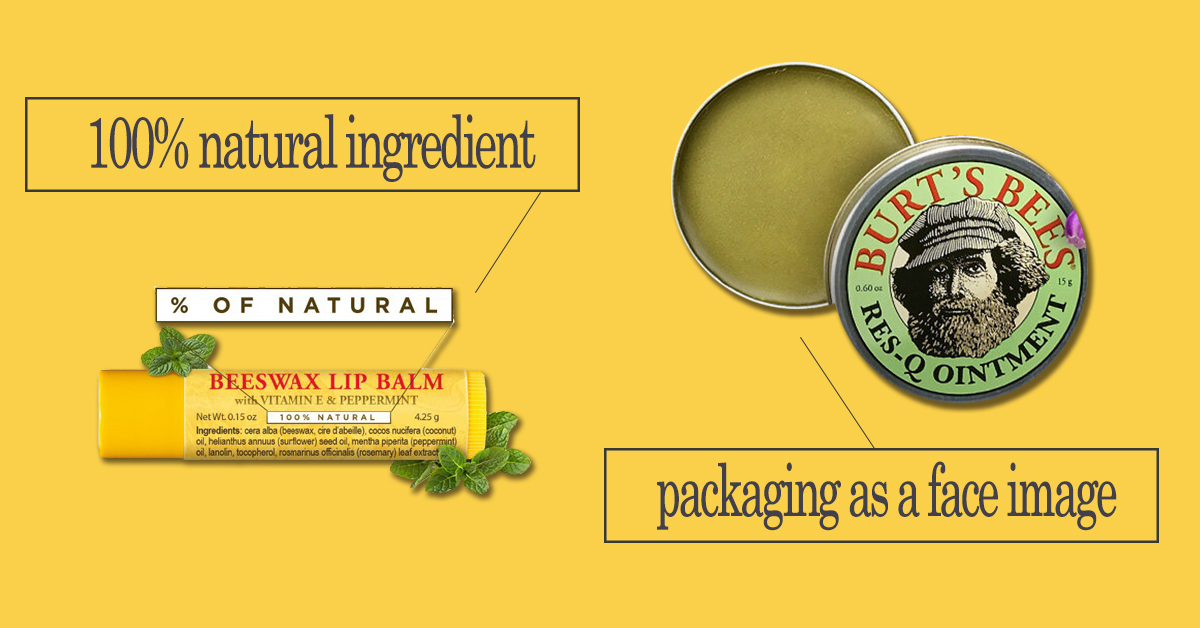 100% natural ingredient
% OF NATURAL
BEESWAX LIP BALM
with VITAMIN E & PEPPERMINT
Net Wt. 0.15 oz 100% NATURAL 4.25 g
Ingredients: cera alba (beeswax, cire d'abeille), cocos nucifera (coconut)
oil, helianthus annuus (sunflower) seed oil, mentha piperita (peppermint)
oil, lanolin, tocopherol, rosmarinus officinalis (rosemary) leaf extract
BURT'S BEES®
0.60 oz 15 g
RES-Q OINTMENT
packaging as a face image